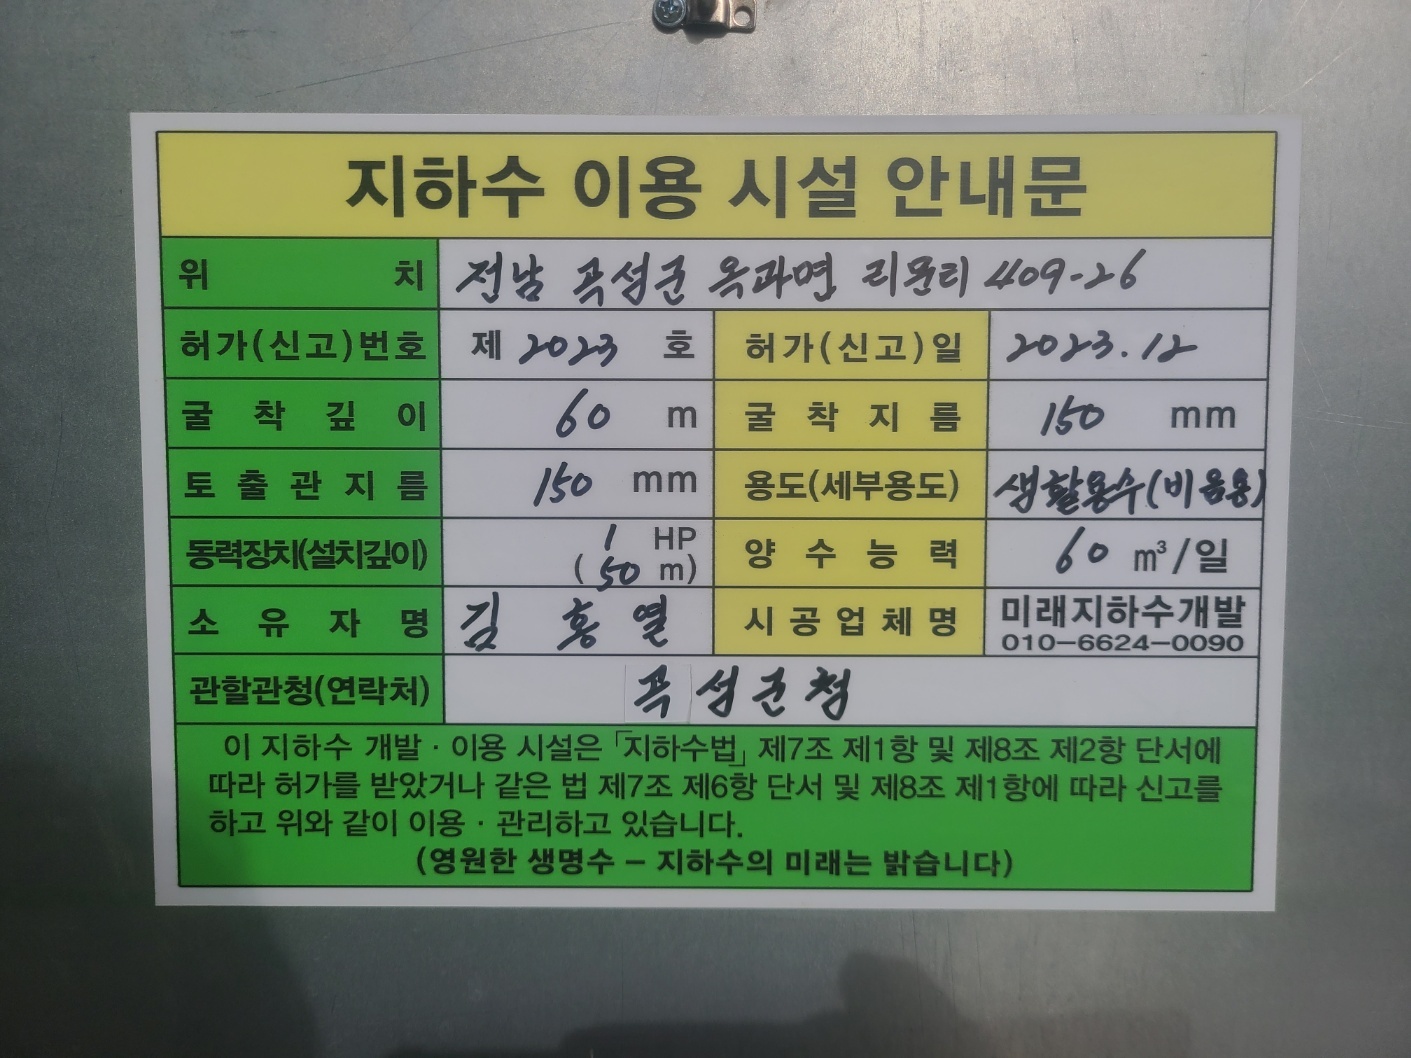 지하수 이용 시설 안내문
위 치 전남 곡성군 옥과면 리문리 409-26
허가(신고)번호 제 2023 호 허가(신고)일 2023.12
굴착깊이 60 m 굴착지름 150 mm
토출관지름 150 mm 용도(세부용도) 생활용수(비음용)
동력장치(설치깊이) 1 HP (50 m) 양수능력 60 m³/일
소유자명 김홍열 시공업체명 미래지하수개발
010-6624-0090
관할관청(연락처) 곡성군청
이 지하수 개발·이용 시설은 「지하수법」 제7조 제1항 및 제8조 제2항 단서에
따라 허가를 받았거나 같은 법 제7조 제6항 단서 및 제8조 제1항에 따라 신고를
하고 위와 같이 이용·관리하고 있습니다.
(영원한 생명수 - 지하수의 미래는 밝습니다)